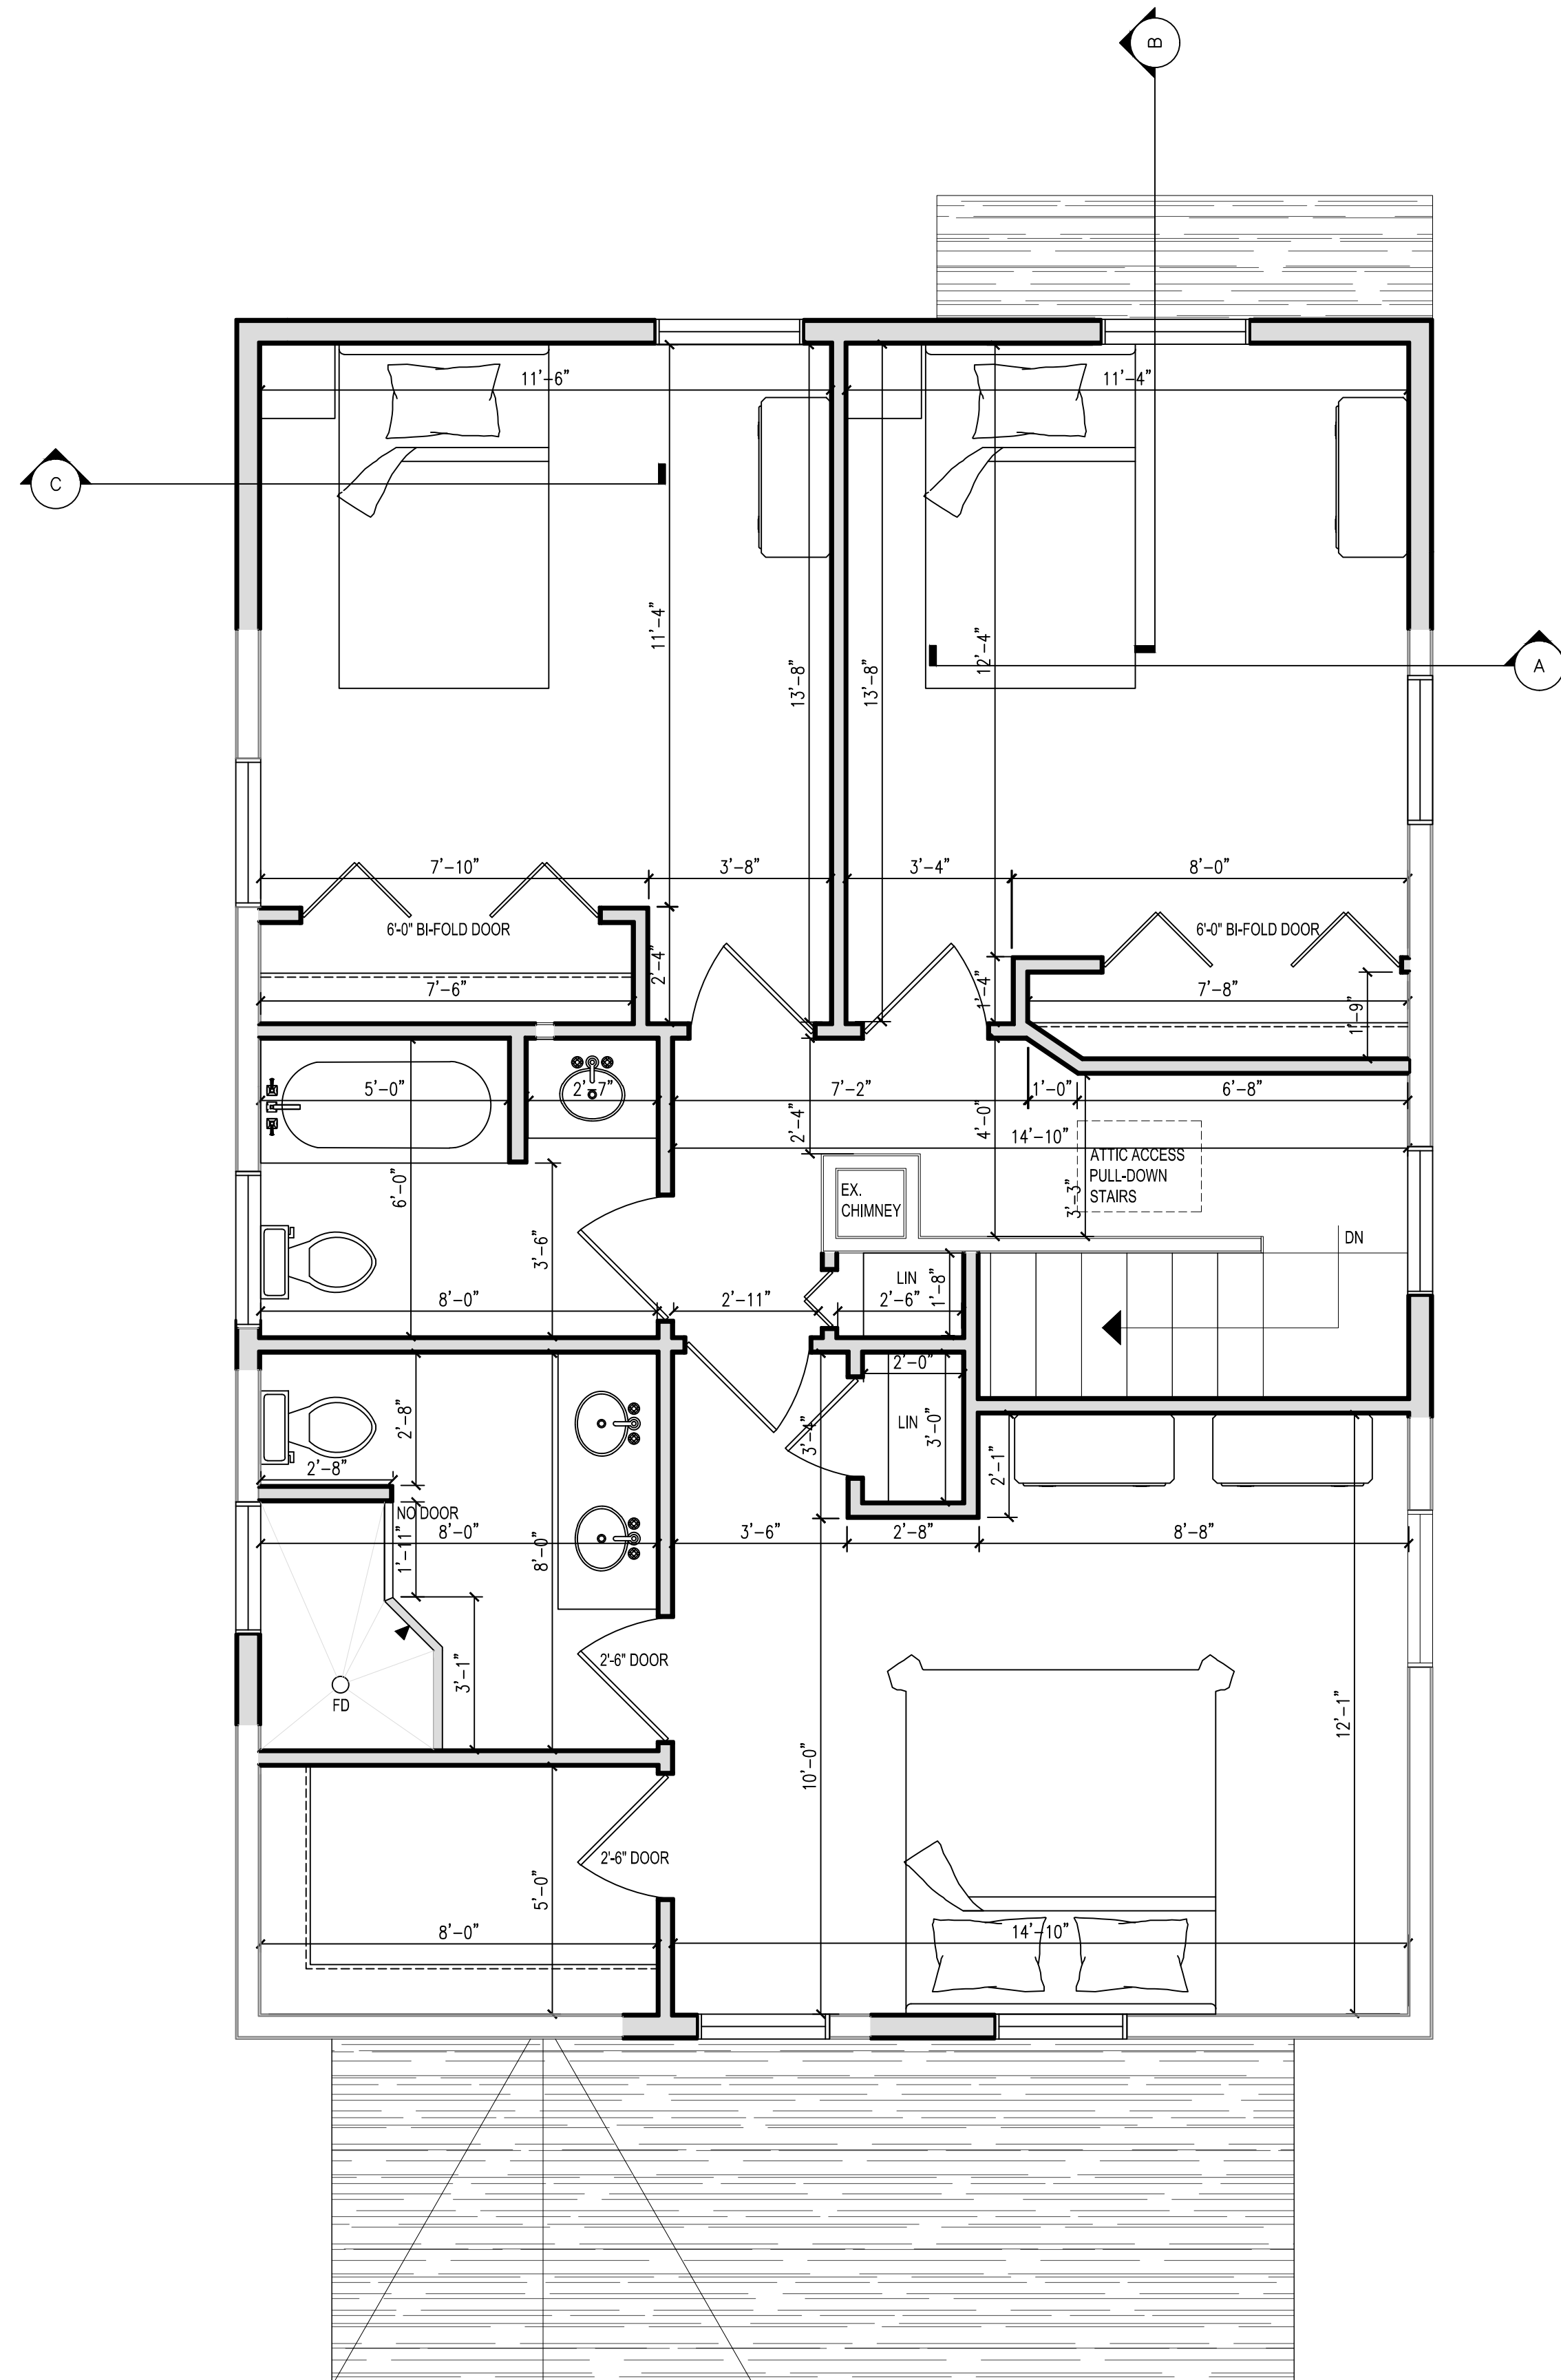 B
11'-6"
11'-4"
C
11'-4"
13'-8"
13'-8"
12'-4"
A
7'-10"
3'-8"
3'-4"
8'-0"
6'-0" BI-FOLD DOOR
6'-0" BI-FOLD DOOR
2'-4"
7'-6"
1'-4"
7'-8"
1'-9"
5'-0"
2'-7"
7'-2"
1'-0"
6'-8"
2'-4"
4'-0"
14'-10"
ATTIC ACCESS
PULL-DOWN
STAIRS
6'-0"
3'-6"
EX.
CHIMNEY
3'-3"
DN
LIN
1'-8"
8'-0"
2'-11"
2'-6"
2'-0"
2'-8"
3'-4"
LIN
3'-0"
2'-1"
2'-8"
NO DOOR
1'-11"
8'-0"
8'-0"
3'-6"
2'-8"
8'-8"
3'-1"
2'-6" DOOR
FD
12'-1"
10'-0"
2'-6" DOOR
5'-0"
8'-0"
14'-10"